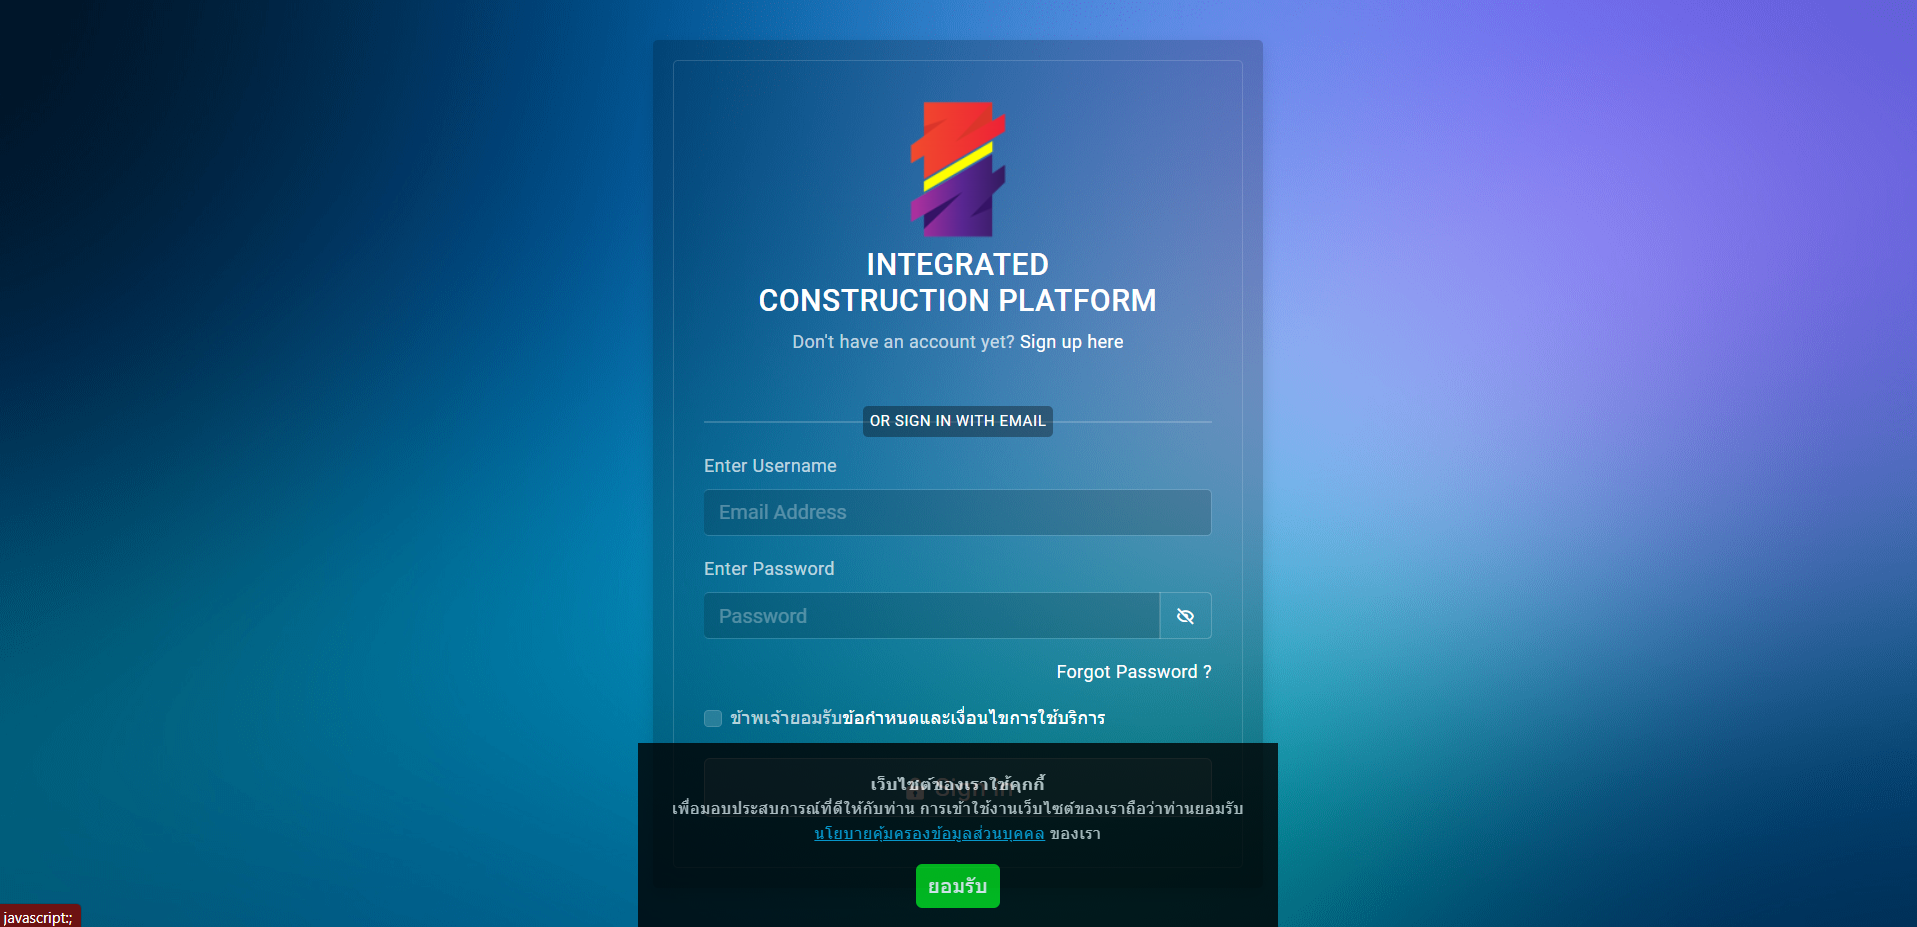 INTEGRATED
CONSTRUCTION PLATFORM
Don't have an account yet? Sign up here
OR SIGN IN WITH EMAIL
Enter Username
Email Address
Enter Password
Password
Forgot Password ?
ข้าพเจ้ายอมรับข้อกำหนดและเงื่อนไขการใช้บริการ
Sign in
เว็บไซต์ของเราใช้คุกกี้
เพื่อมอบประสบการณ์ที่ดีให้กับท่าน การเข้าใช้งานเว็บไซต์ของเราถือว่าท่านยอมรับ
นโยบายคุ้มครองข้อมูลส่วนบุคคล ของเรา
ยอมรับ
javascript:;